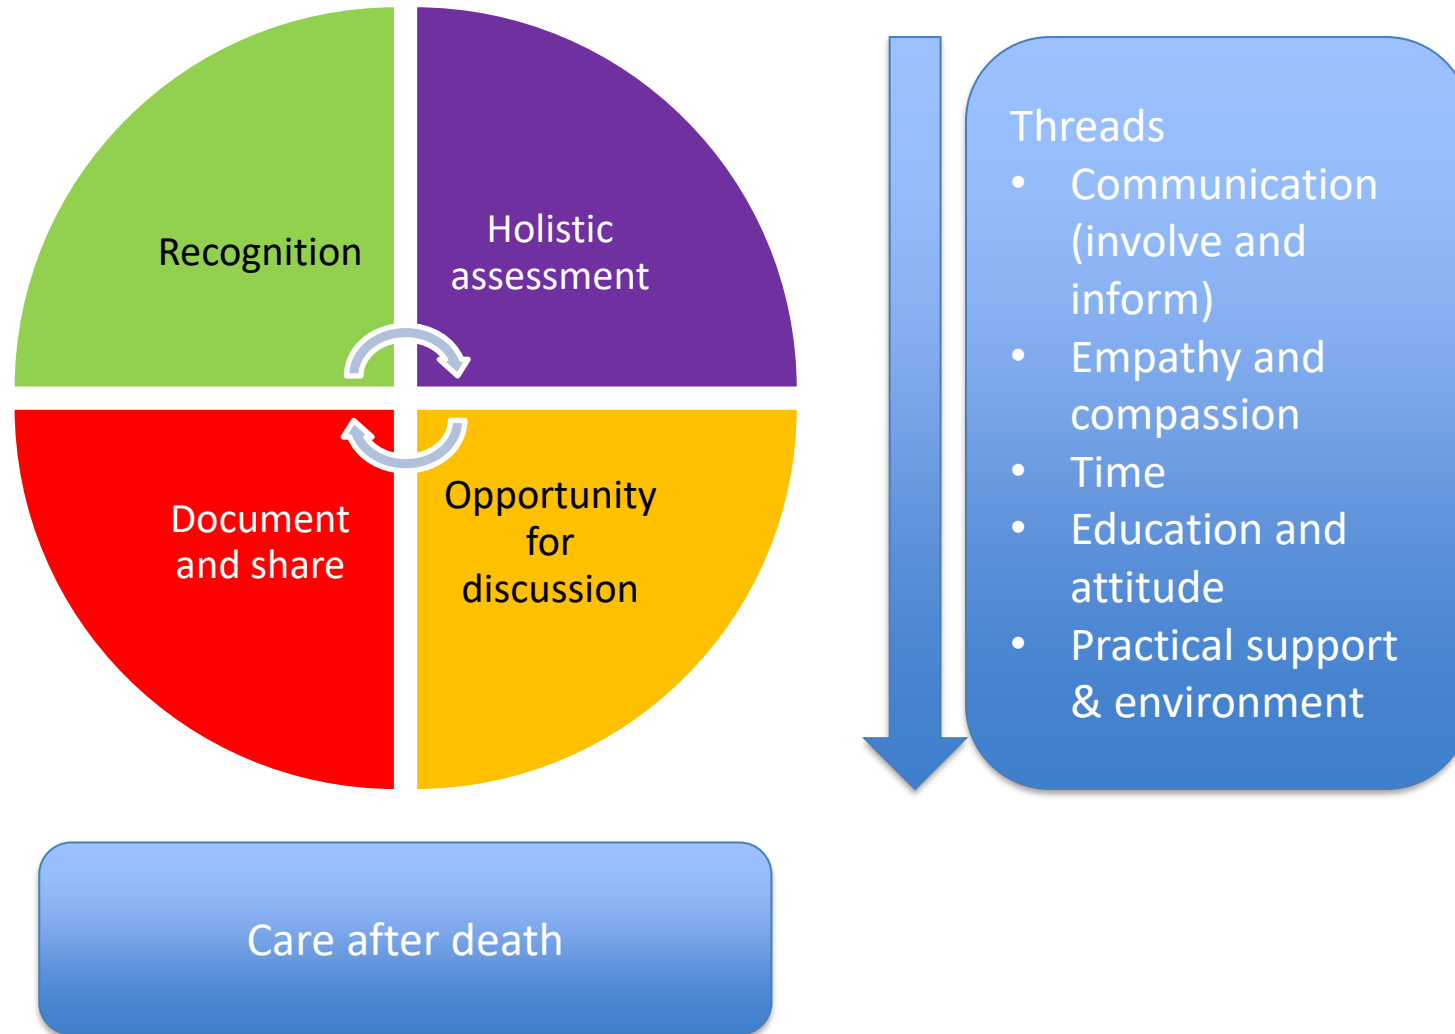 Recognition
Holistic
assessment
Document
and share
Opportunity
for
discussion
Threads
• Communication
(involve and
inform)
• Empathy and
compassion
• Time
• Education and
attitude
• Practical support
& environment
Care after death